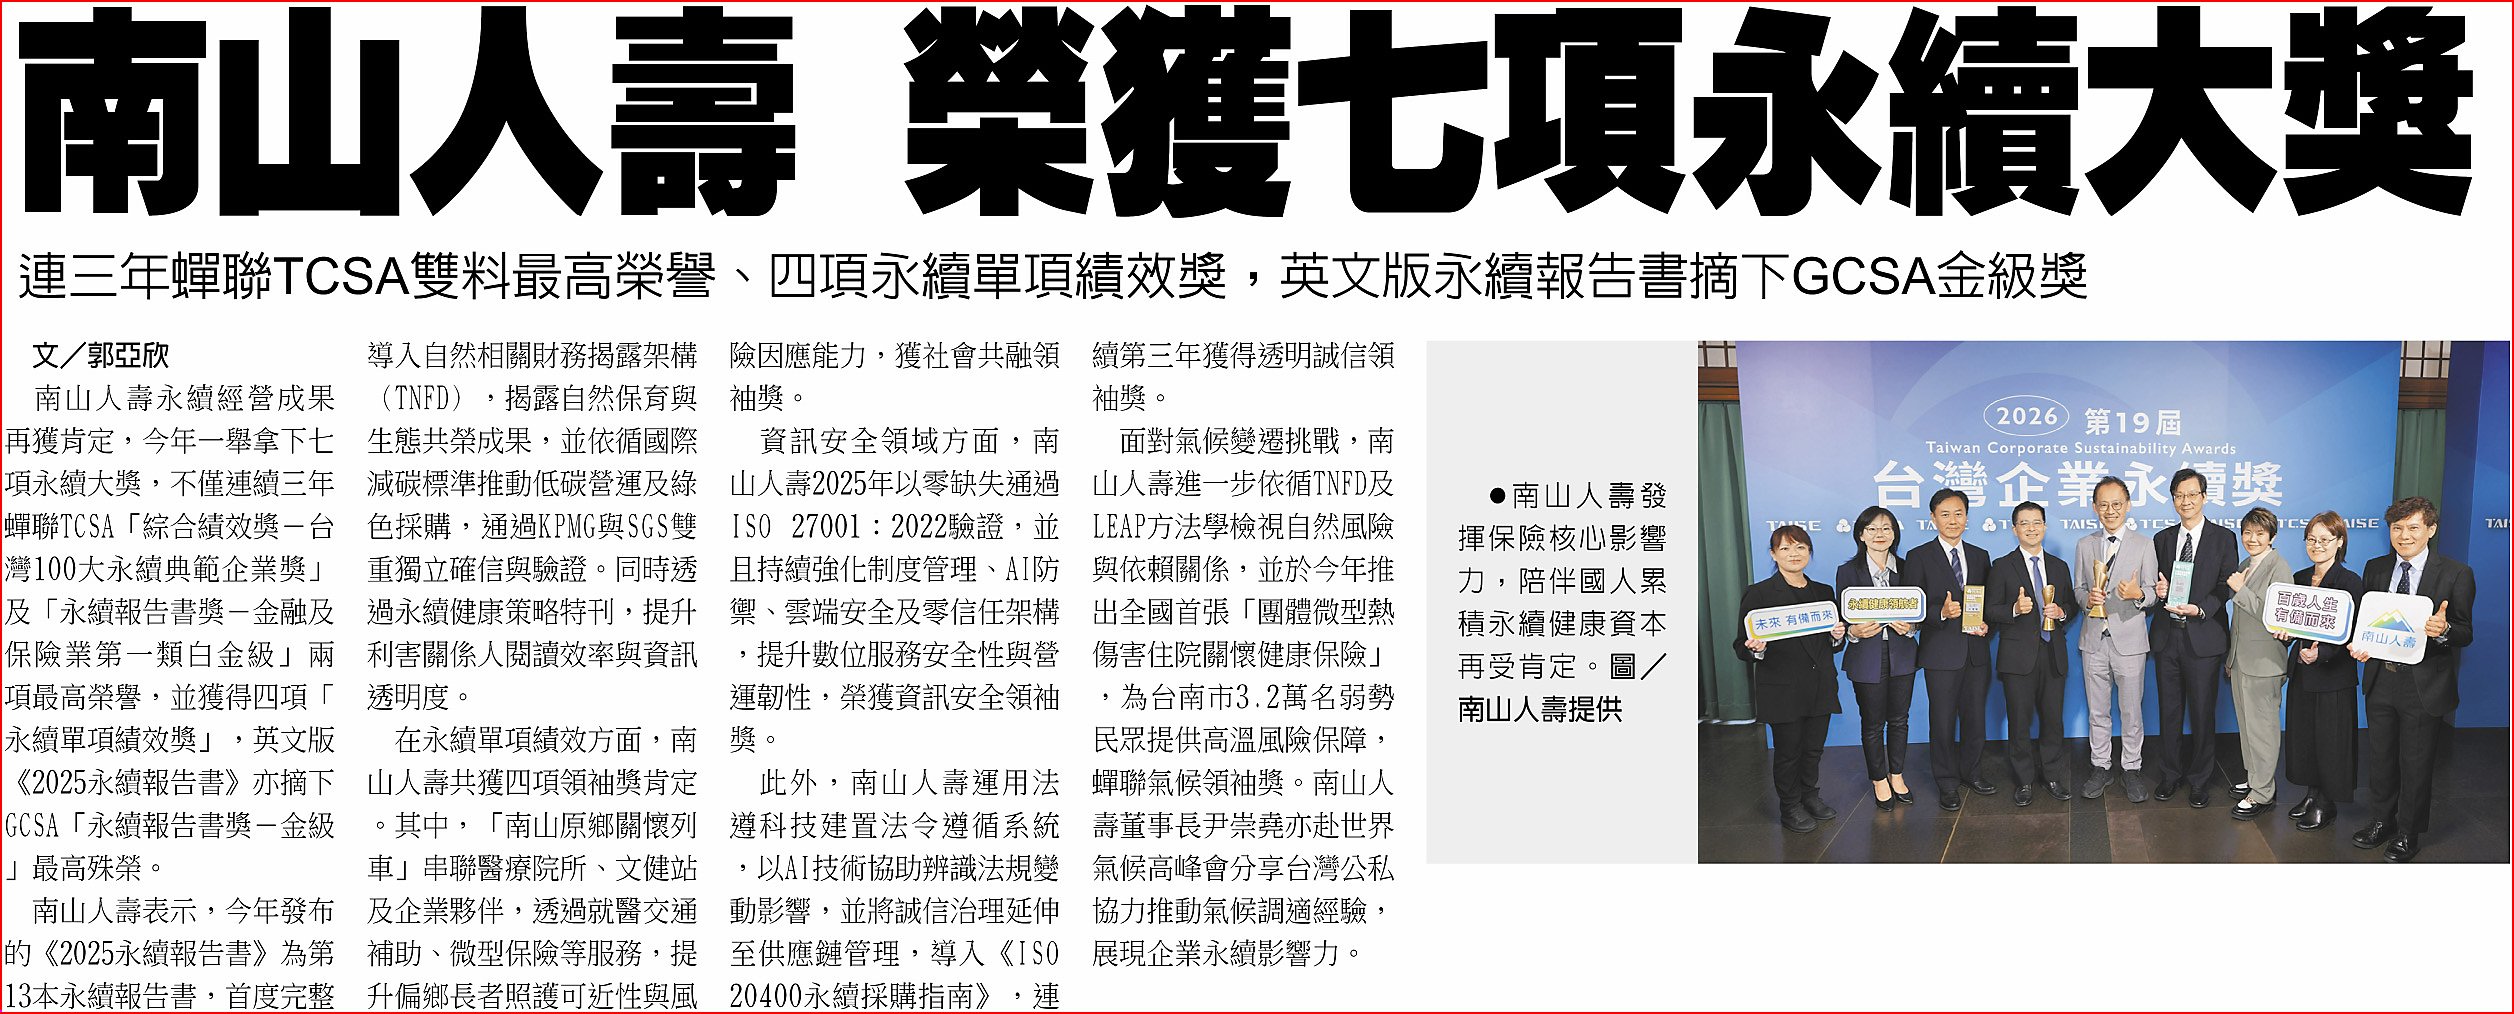 南山人壽 榮獲七項永續大獎
連三年蟬聯TCSA雙料最高榮譽、四項永續單項績效獎，英文版永續報告書摘下GCSA金級獎
文／郭亞欣
南山人壽永續經營成果
再獲肯定，今年一舉拿下七
項永續大獎，不僅連續三年
蟬聯TCSA「綜合績效獎－台
灣100大永續典範企業獎」
及「永續報告書獎－金融及
保險業第一類白金級」兩
項最高榮譽，並獲得四項「
永續單項績效獎」，英文版
《2025永續報告書》亦摘下
GCSA「永續報告書獎－金級
」最高殊榮。
南山人壽表示，今年發布
的《2025永續報告書》為第
13本永續報告書，首度完整
導入自然相關財務揭露架構
（TNFD），揭露自然保育與
生態共榮成果，並依循國際
減碳標準推動低碳營運及綠
色採購，通過KPMG與SGS雙
重獨立確信與驗證。同時透
過永續健康策略特刊，提升
利害關係人閱讀效率與資訊
透明度。
在永續單項績效方面，南
山人壽共獲四項領袖獎肯定
。其中，「南山原鄉關懷列
車」串聯醫療院所、文健站
及企業夥伴，透過就醫交通
補助、微型保險等服務，提
升偏鄉長者照護可近性與風
險因應能力，獲社會共融領
袖獎。
資訊安全領域方面，南
山人壽2025年以零缺失通過
ISO 27001：2022驗證，並
且持續強化制度管理、AI防
禦、雲端安全及零信任架構
，提升數位服務安全性與營
運韌性，榮獲資訊安全領袖
獎。
此外，南山人壽運用法
遵科技建置法令遵循系統
，以AI技術協助辨識法規變
動影響，並將誠信治理延伸
至供應鏈管理，導入《ISO
20400永續採購指南》，連
續第三年獲得透明誠信領
袖獎。
面對氣候變遷挑戰，南
山人壽進一步依循TNFD及
LEAP方法學檢視自然風險
與依賴關係，並於今年推
出全國首張「團體微型熱
傷害住院關懷健康保險」
，為台南市3.2萬名弱勢
民眾提供高溫風險保障，
蟬聯氣候領袖獎。南山人
壽董事長尹崇堯亦赴世界
氣候高峰會分享台灣公私
協力推動氣候調適經驗，
展現企業永續影響力。
●南山人壽發
揮保險核心影響
力，陪伴國人累
積永續健康資本
再受肯定。圖／
南山人壽提供
2026 第19屆
Taiwan Corporate Sustainability Awards
台灣企業永續獎
TAISE TAISE TCS TAISE TCS TAISE TAIS
未來 有備而來
永續健康領航者
百歲人生
有備而來
南山人壽